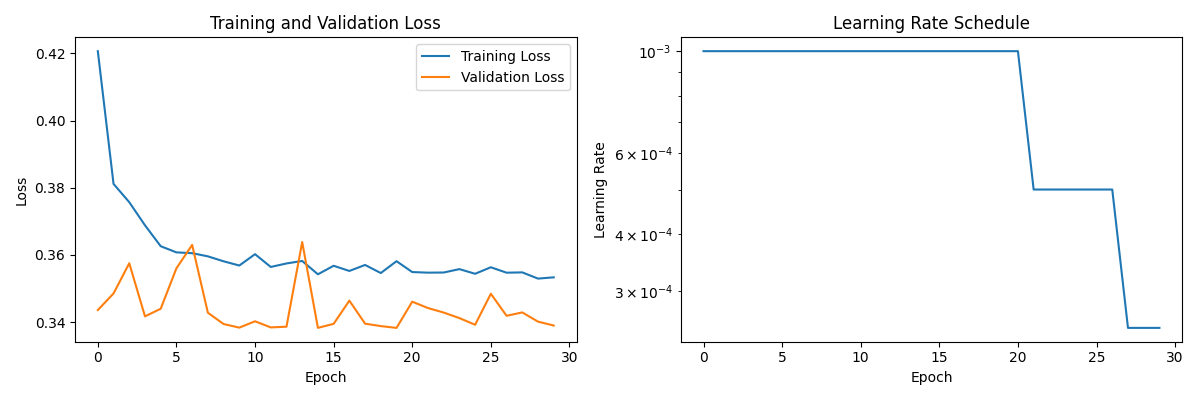 Training and Validation Loss
Training Loss
Validation Loss
0.42
0.40
0.38
0.36
0.34
Loss
0 5 10 15 20 25 30
Epoch
Learning Rate Schedule
10⁻³
6 × 10⁻⁴
4 × 10⁻⁴
3 × 10⁻⁴
Learning Rate
0 5 10 15 20 25 30
Epoch